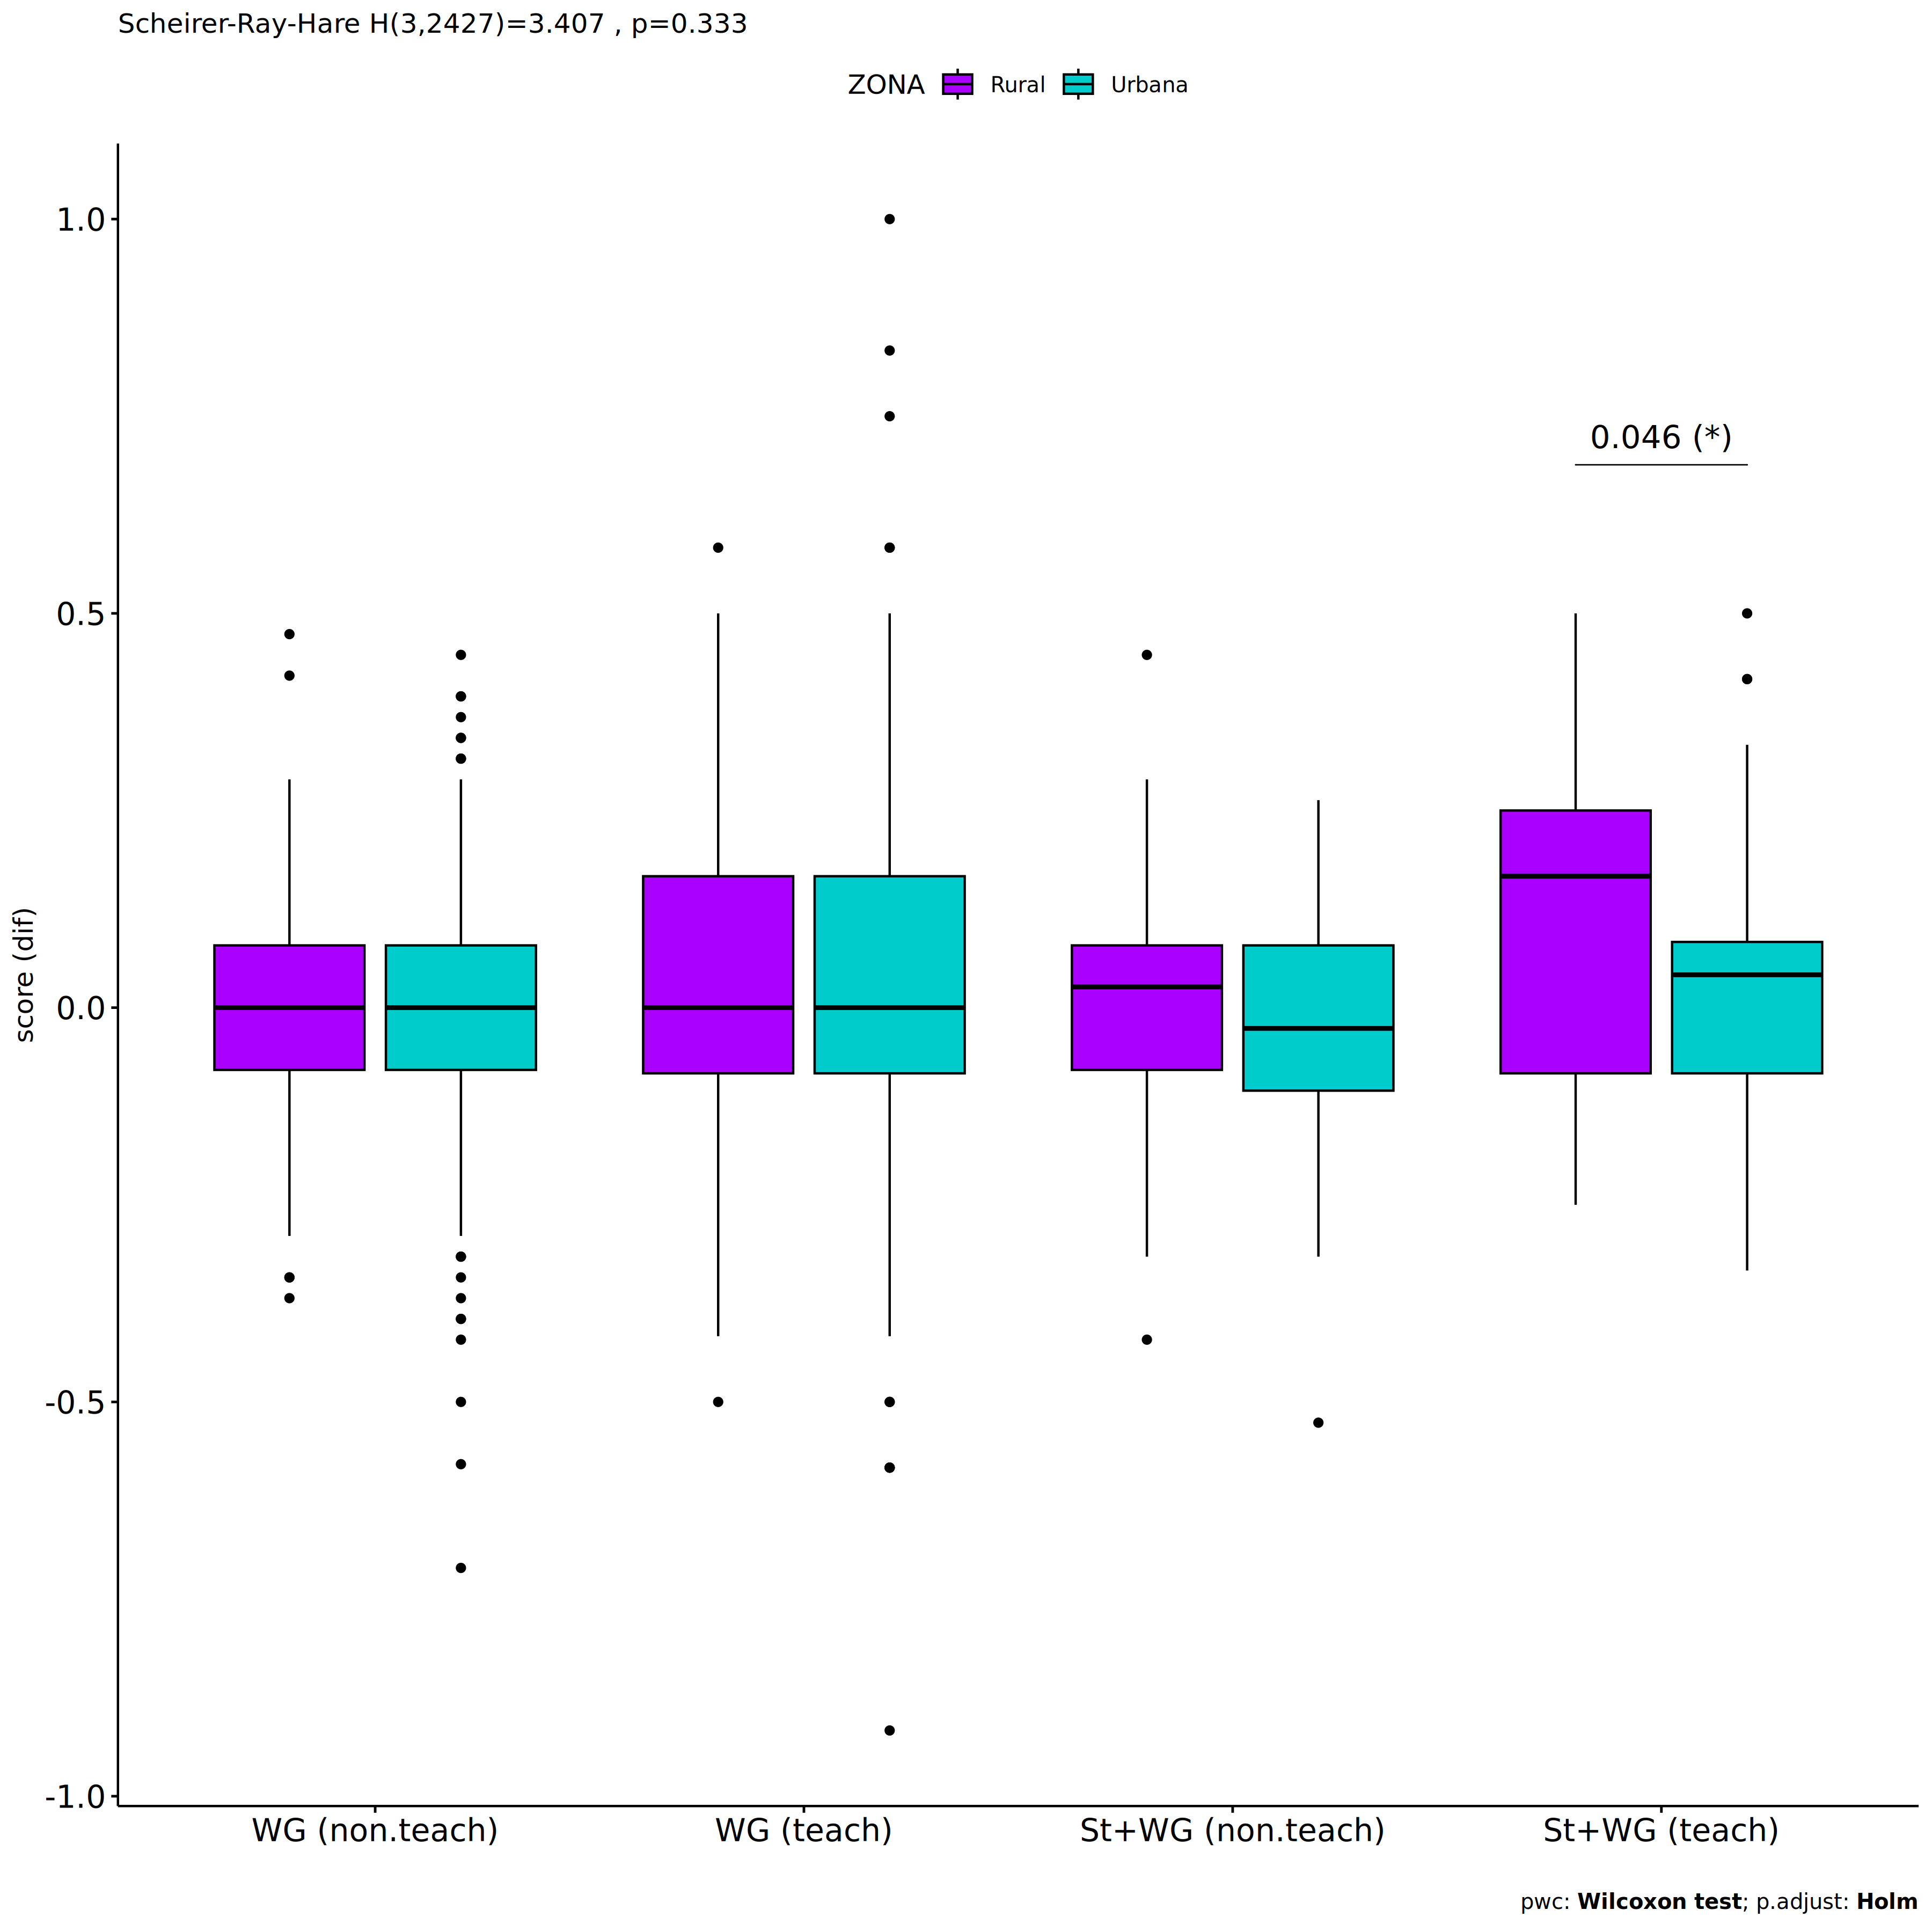 Scheirer-Ray-Hare H(3,2427)=3.407 , p=0.333
ZONA Rural Urbana
1.0
0.046 (*)
0.5
score (dif)
0.0
-0.5
-1.0
WG (non.teach) WG (teach) St+WG (non.teach) St+WG (teach)
pwc: Wilcoxon test; p.adjust: Holm